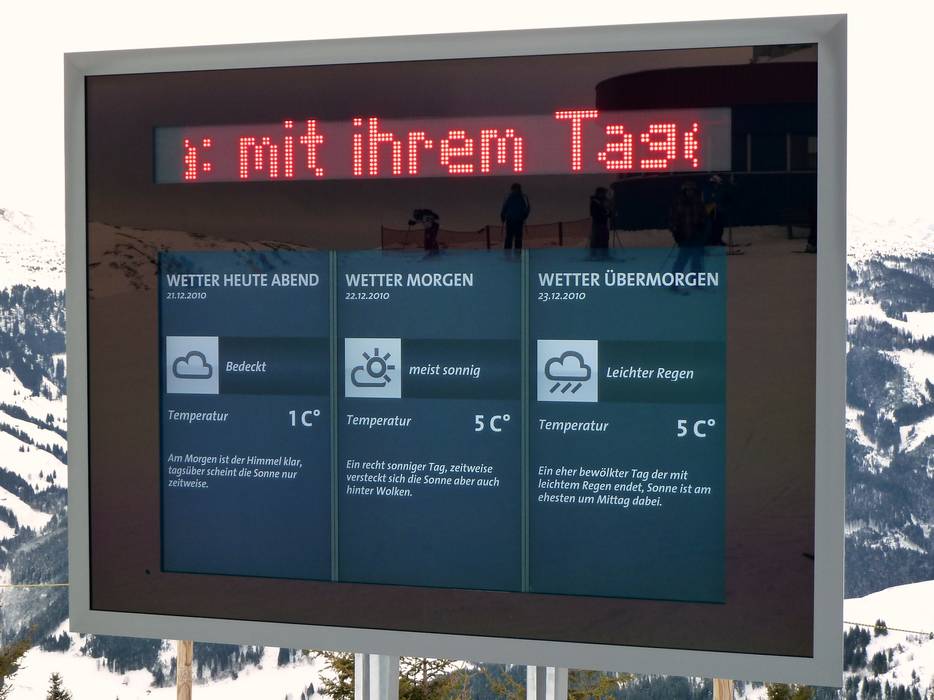 mit ihrem Tag
WETTER HEUTE ABEND
21.12.2010
Bedeckt
Temperatur 1 C°
Am Morgen ist der Himmel klar,
tagsüber scheint die Sonne nur
zeitweise.
WETTER MORGEN
22.12.2010
meist sonnig
Temperatur 5 C°
Ein recht sonniger Tag, zeitweise
versteckt sich die Sonne aber auch
hinter Wolken.
WETTER ÜBERMORGEN
23.12.2010
Leichter Regen
Temperatur 5 C°
Ein eher bewölkter Tag der mit
leichtem Regen endet, Sonne ist am
ehesten um Mittag dabei.